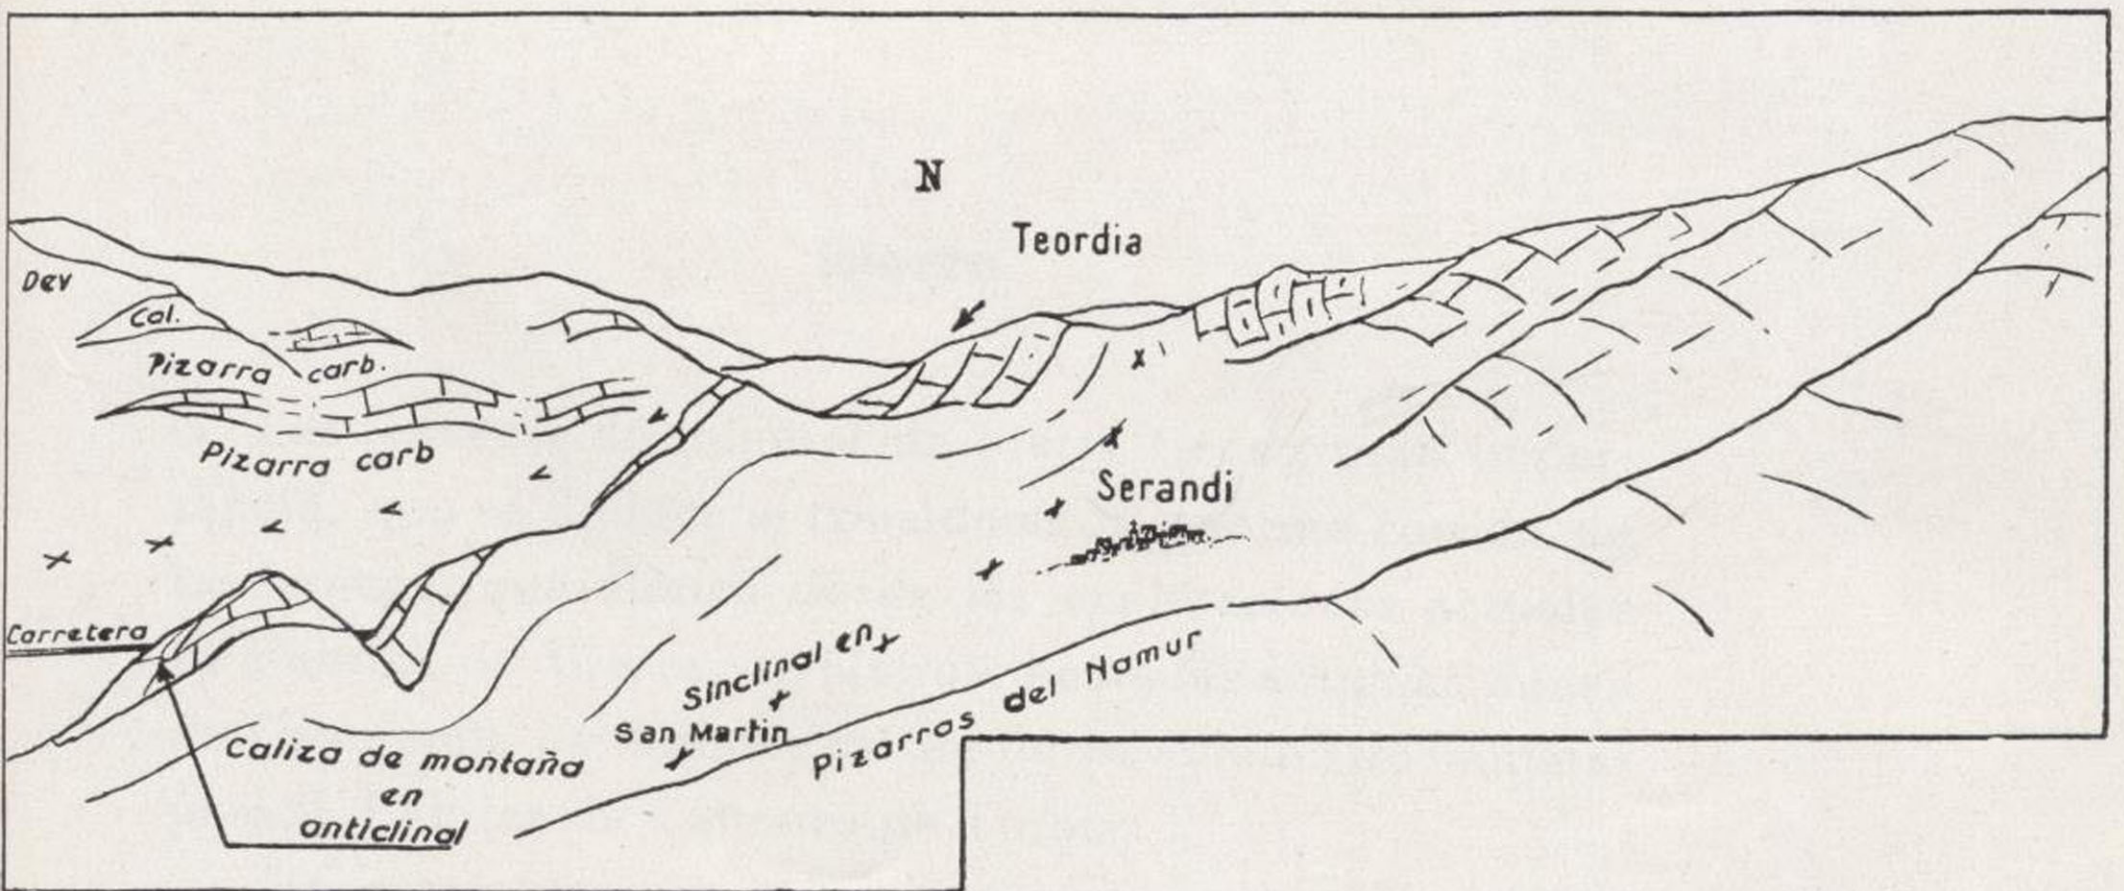 N
Teordia
Dev
Cal.
Pizarra carb.
Pizarra carb
Serandi
Carretera
Sinclinal en
San Martin
Pizarras del Namur
Caliza de montaña
en
anticlinal